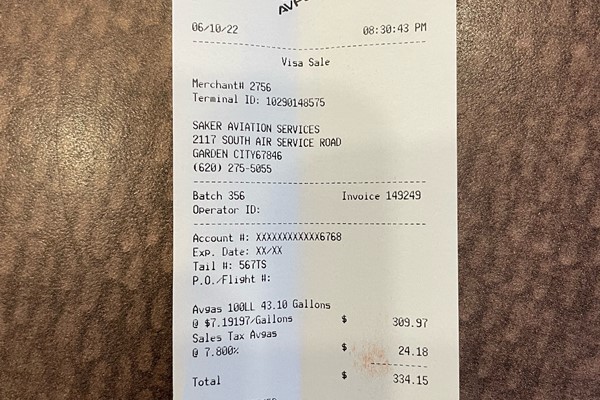 06/10/22 08:30:43 PM
Visa Sale
Merchant# 2756
Terminal ID: 10290148575
SAKER AVIATION SERVICES
2117 SOUTH AIR SERVICE ROAD
GARDEN CITY67846
(620) 275-5055
Batch 356 Invoice 149249
Operator ID:
Account #: XXXXXXXXXXXX6768
Exp. Date: XX/XX
Tail #: 567TS
P.O./Flight #:
Avgas 100LL 43.10 Gallons
@ $7.19197/Gallons $ 309.97
Sales Tax Avgas
@ 7.800% $ 24.18
Total $ 334.15